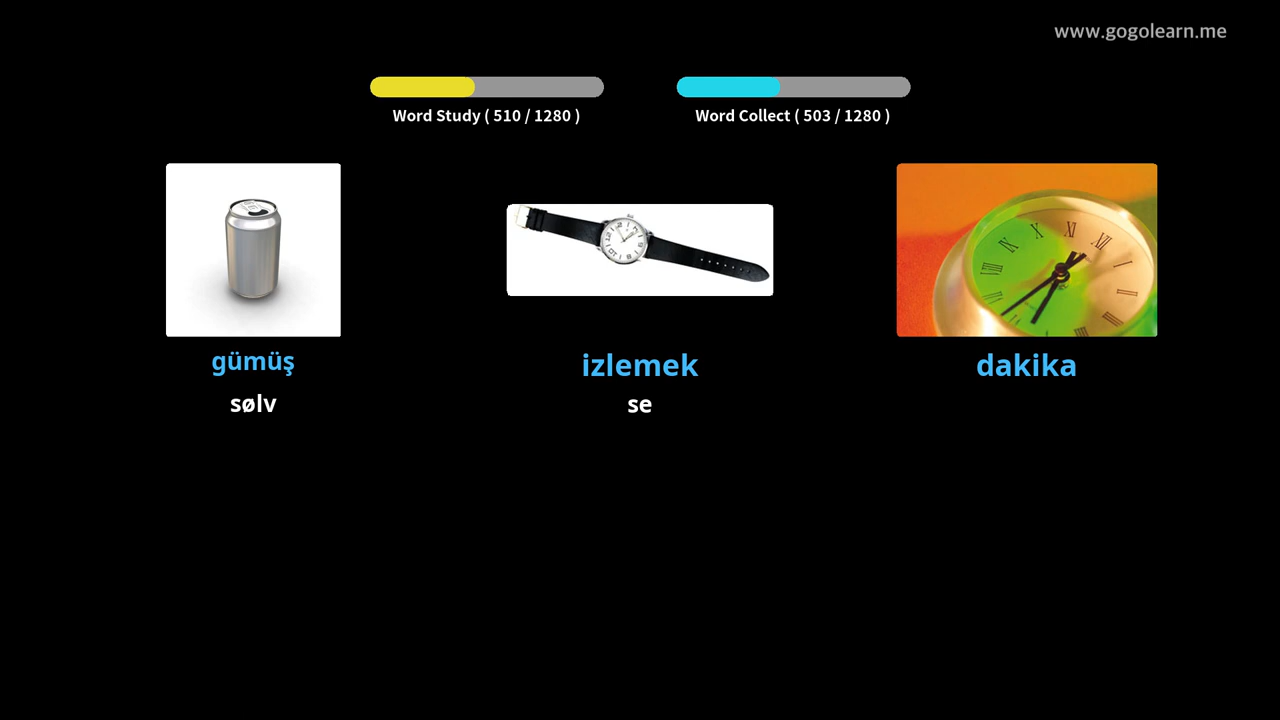 www.gogolearn.me
Word Study ( 510 / 1280 )
Word Collect ( 503 / 1280 )
gümüş
izlemek
dakika
sølv
se